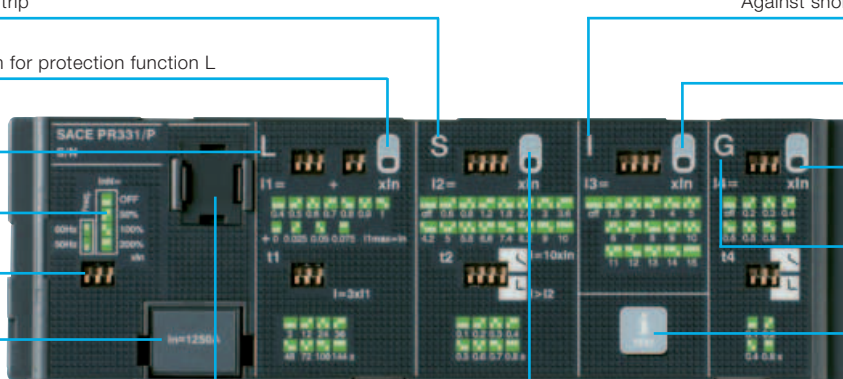 trip
Against sho
n for protection function L
SACE PR331/P
S/N
L
S
I
G
I1= + xIn
I2= xIn
I3= xIn
I4= xIn
InN=
Freq.
OFF
50%
100%
200%
xIn
60Hz
50Hz
0.4 0.5 0.6 0.7 0.8 0.9 1
+ 0 0.025 0.05 0.075 I1max=In
off 0.6 0.8 1.2 1.8 2.4 3 3.6
4.2 5 5.8 6.6 7.4 8.2 9 10
off 1.5 2 3 4 5
6 7 8 9 10
11 12 13 14 15
off 0.2 0.3 0.4
0.6 0.8 0.9 1
t1
I=3xI1
3 12 24 36
48 72 108 144 s
t2
I=10xIn
I>I2
0.1 0.2 0.3 0.4
0.5 0.6 0.7 0.8 s
t4
0.4 0.8 s
In=1250A
i
TEST